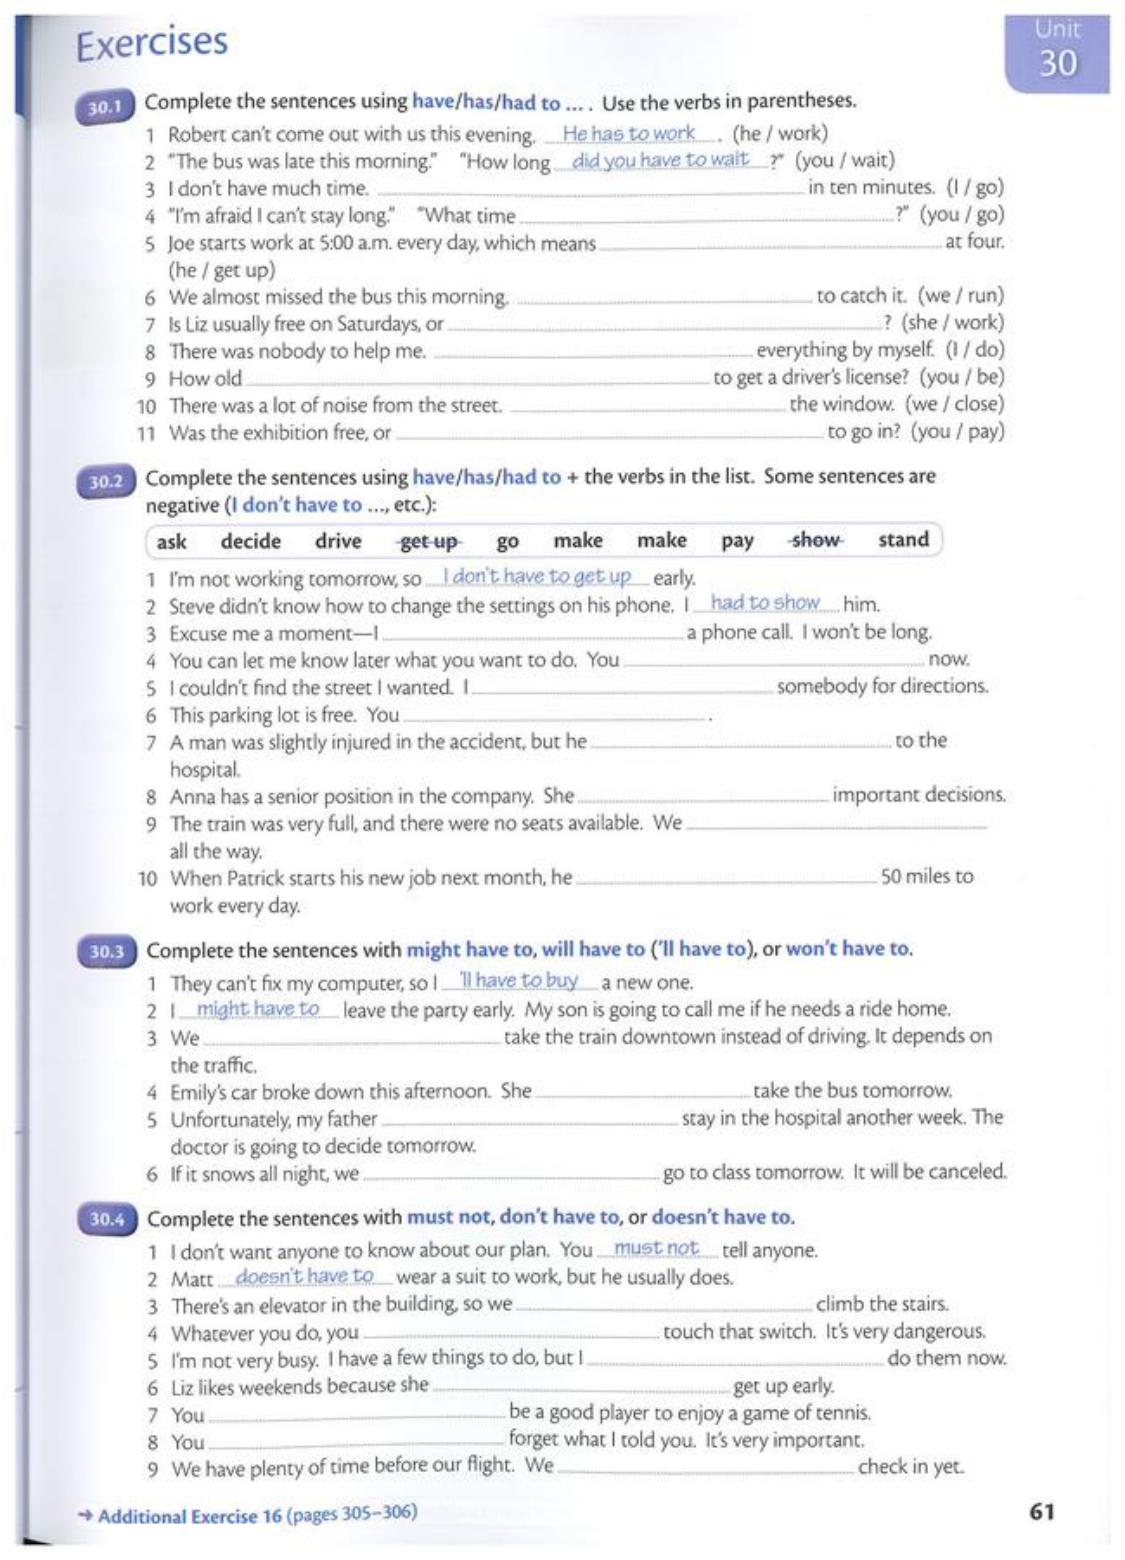 Exercises
Unit
30
30.1 Complete the sentences using have/has/had to ... . Use the verbs in parentheses.
1 Robert can't come out with us this evening. He has to work . (he / work)
2 "The bus was late this morning." "How long did you have to wait ?" (you / wait)
3 I don't have much time. in ten minutes. (I / go)
4 "I'm afraid I can't stay long." "What time ?" (you / go)
5 Joe starts work at 5:00 a.m. every day, which means at four.
(he / get up)
6 We almost missed the bus this morning. to catch it. (we / run)
7 Is Liz usually free on Saturdays, or ? (she / work)
8 There was nobody to help me. everything by myself. (I / do)
9 How old to get a driver's license? (you / be)
10 There was a lot of noise from the street. the window. (we / close)
11 Was the exhibition free, or to go in? (you / pay)
30.2 Complete the sentences using have/has/had to + the verbs in the list. Some sentences are
negative (I don't have to ..., etc.):
ask decide drive get up go make make pay show stand
1 I'm not working tomorrow, so I don't have to get up early.
2 Steve didn't know how to change the settings on his phone. I had to show him.
3 Excuse me a moment—I a phone call. I won't be long.
4 You can let me know later what you want to do. You now.
5 I couldn't find the street I wanted. I somebody for directions.
6 This parking lot is free. You .
7 A man was slightly injured in the accident, but he to the
hospital.
8 Anna has a senior position in the company. She important decisions.
9 The train was very full, and there were no seats available. We
all the way.
10 When Patrick starts his new job next month, he 50 miles to
work every day.
30.3 Complete the sentences with might have to, will have to ('ll have to), or won't have to.
1 They can't fix my computer, so I 'll have to buy a new one.
2 I might have to leave the party early. My son is going to call me if he needs a ride home.
3 We take the train downtown instead of driving. It depends on
the traffic.
4 Emily's car broke down this afternoon. She take the bus tomorrow.
5 Unfortunately, my father stay in the hospital another week. The
doctor is going to decide tomorrow.
6 If it snows all night, we go to class tomorrow. It will be canceled.
30.4 Complete the sentences with must not, don't have to, or doesn't have to.
1 I don't want anyone to know about our plan. You must not tell anyone.
2 Matt doesn't have to wear a suit to work, but he usually does.
3 There's an elevator in the building, so we climb the stairs.
4 Whatever you do, you touch that switch. It's very dangerous.
5 I'm not very busy. I have a few things to do, but I do them now.
6 Liz likes weekends because she get up early.
7 You be a good player to enjoy a game of tennis.
8 You forget what I told you. It's very important.
9 We have plenty of time before our flight. We check in yet.
→ Additional Exercise 16 (pages 305–306)
61